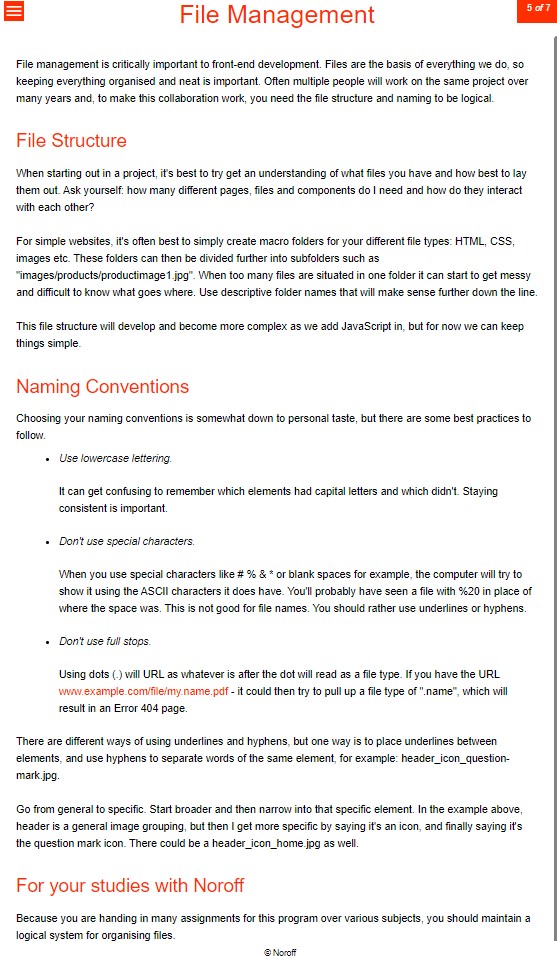 File Management
5 of 7
File management is critically important to front-end development. Files are the basis of everything we do, so
keeping everything organised and neat is important. Often multiple people will work on the same project over
many years and, to make this collaboration work, you need the file structure and naming to be logical.
File Structure
When starting out in a project, it's best to try get an understanding of what files you have and how best to lay
them out. Ask yourself: how many different pages, files and components do I need and how do they interact
with each other?
For simple websites, it's often best to simply create macro folders for your different file types: HTML, CSS,
images etc. These folders can then be divided further into subfolders such as
"images/products/productimage1.jpg". When too many files are situated in one folder it can start to get messy
and difficult to know what goes where. Use descriptive folder names that will make sense further down the line.
This file structure will develop and become more complex as we add JavaScript in, but for now we can keep
things simple.
Naming Conventions
Choosing your naming conventions is somewhat down to personal taste, but there are some best practices to
follow.
• Use lowercase lettering.
It can get confusing to remember which elements had capital letters and which didn't. Staying
consistent is important.
• Don't use special characters.
When you use special characters like # % & * or blank spaces for example, the computer will try to
show it using the ASCII characters it does have. You'll probably have seen a file with %20 in place of
where the space was. This is not good for file names. You should rather use underlines or hyphens.
• Don't use full stops.
Using dots (.) will URL as whatever is after the dot will read as a file type. If you have the URL
www.example.com/file/my.name.pdf - it could then try to pull up a file type of ".name", which will
result in an Error 404 page.
There are different ways of using underlines and hyphens, but one way is to place underlines between
elements, and use hyphens to separate words of the same element, for example: header_icon_question-
mark.jpg.
Go from general to specific. Start broader and then narrow into that specific element. In the example above,
header is a general image grouping, but then I get more specific by saying it's an icon, and finally saying it's
the question mark icon. There could be a header_icon_home.jpg as well.
For your studies with Noroff
Because you are handing in many assignments for this program over various subjects, you should maintain a
logical system for organising files.
© Noroff